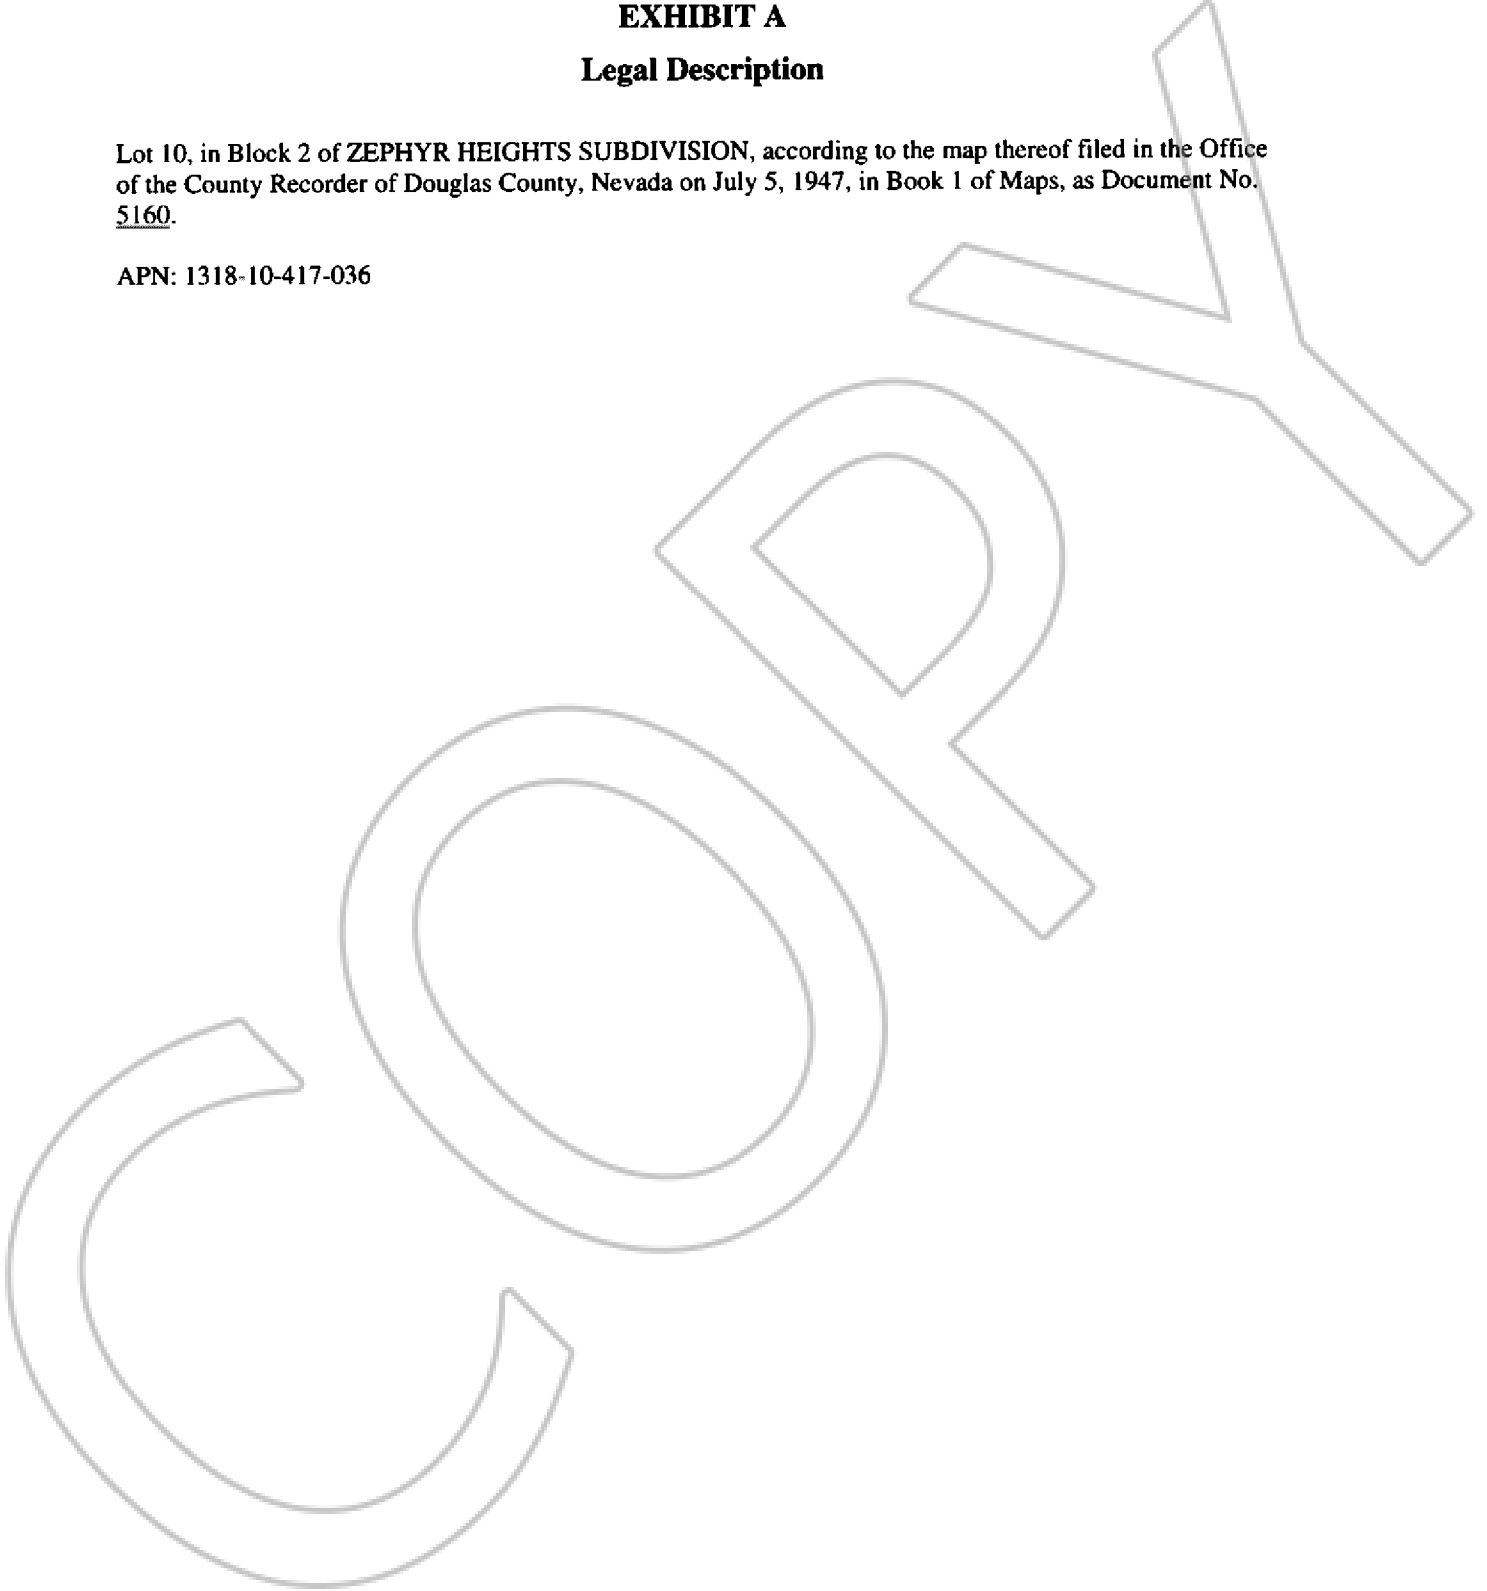 EXHIBIT A
Legal Description
Lot 10, in Block 2 of ZEPHYR HEIGHTS SUBDIVISION, according to the map thereof filed in the Office
of the County Recorder of Douglas County, Nevada on July 5, 1947, in Book 1 of Maps, as Document No.
5160.
APN: 1318-10-417-036
COPY